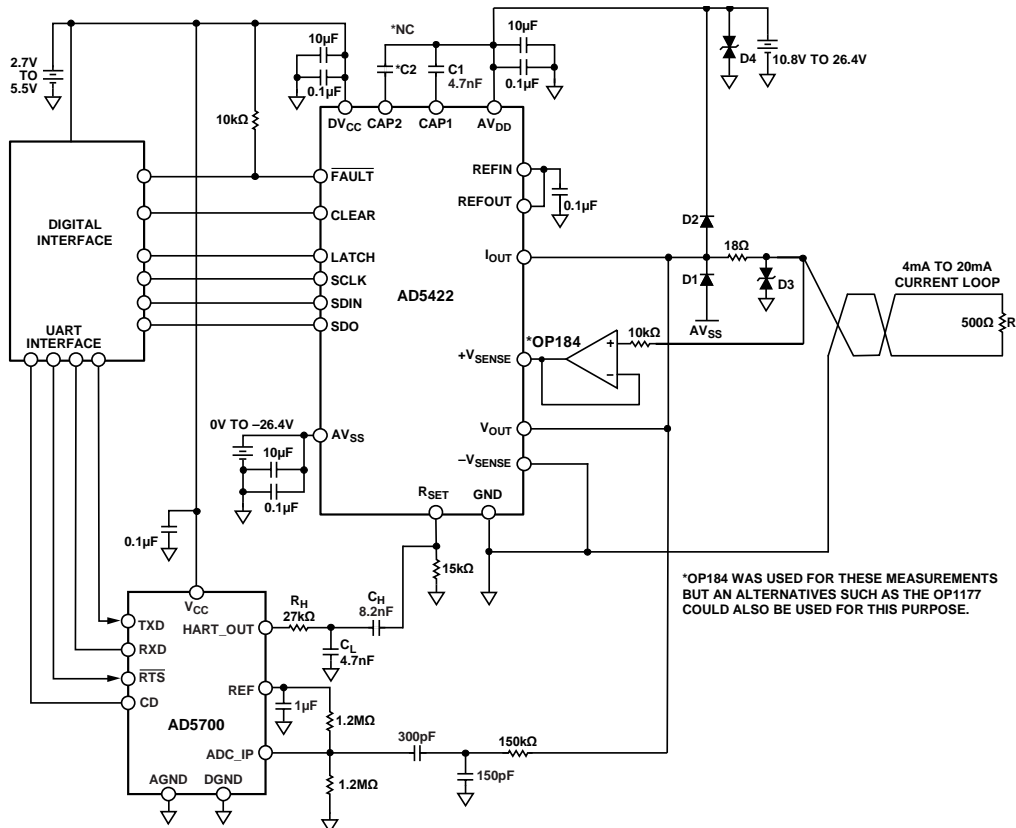 2.7V
TO
5.5V
10µF
0.1µF
*NC
*C2
C1
4.7nF
10µF
0.1µF
D4
10.8V TO 26.4V
10kΩ
DVCC
CAP2
CAP1
AVDD
DIGITAL
INTERFACE
UART
INTERFACE
FAULT
CLEAR
LATCH
SCLK
SDIN
SDO
AD5422
REFIN
REFOUT
0.1µF
IOUT
D2
D1
AVSS
18Ω
D3
4mA TO 20mA
CURRENT LOOP
500Ω
R
*OP184
10kΩ
+
–
+VSENSE
VOUT
–VSENSE
0V TO –26.4V
AVSS
10µF
0.1µF
RSET
GND
0.1µF
15kΩ
*OP184 WAS USED FOR THESE MEASUREMENTS
BUT AN ALTERNATIVES SUCH AS THE OP1177
COULD ALSO BE USED FOR THIS PURPOSE.
VCC
TXD
RXD
RTS
CD
AD5700
HART_OUT
RH
27kΩ
CH
8.2nF
CL
4.7nF
REF
1µF
1.2MΩ
ADC_IP
300pF
150kΩ
150pF
1.2MΩ
AGND
DGND